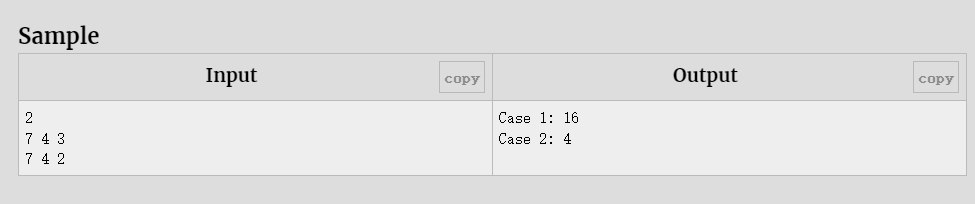 Sample
Input copy Output copy
2 Case 1: 16
7 4 3 Case 2: 4
7 4 2